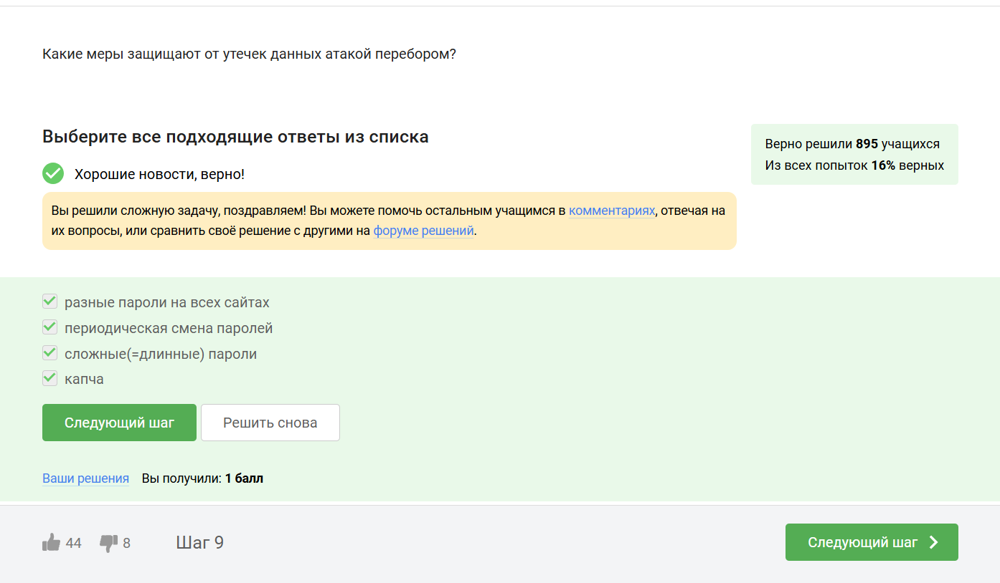 Какие меры защищают от утечек данных атакой перебором?
Выберите все подходящие ответы из списка
Верно решили 895 учащихся
Из всех попыток 16% верных
Хорошие новости, верно!
Вы решили сложную задачу, поздравляем! Вы можете помочь остальным учащимся в комментариях, отвечая на
их вопросы, или сравнить своё решение с другими на форуме решений.
разные пароли на всех сайтах
периодическая смена паролей
сложные(=длинные) пароли
капча
Следующий шаг
Решить снова
Ваши решения Вы получили: 1 балл
44 8 Шаг 9
Следующий шаг